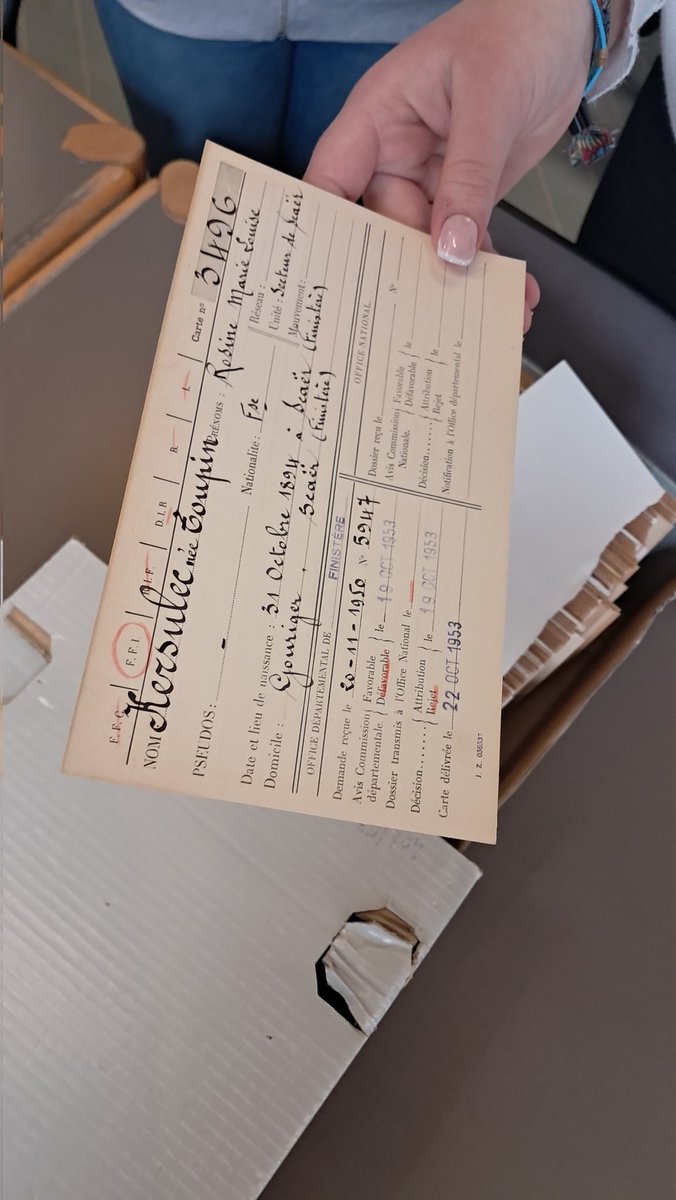 F. F. C. F. F. I. R. I. F. D. I. R. R. I. Carte n° 3496
NOM Kersulec née Toupin PRÉNOMS : Rosine Marie Louise
PSEUDOS : - Nationalité : Fse Réseau :
Unité : Secteur de Scaër
Date et lieu de naissance : 31 Octobre 1894 à Scaër (Finistère) Mouvement :
Domicile : Gouriger, Scaër (Finistère)
OFFICE DÉPARTEMENTAL DE FINISTÈRE
Demande reçue le 20-11-1950 N° 5947
Avis Commission départementale. Favorable
Défavorable le 19 OCT 1953
Dossier transmis à l'Office National le
Décision........ Attribution
Rejet le 19 OCT 1953
Carte délivrée le 22 OCT 1953
OFFICE NATIONAL
Dossier reçu le N°
Avis Commission Nationale. Favorable
Défavorable le
Décision........ Attribution
Rejet le
Notification à l'Office départemental le
J. Z. 030537